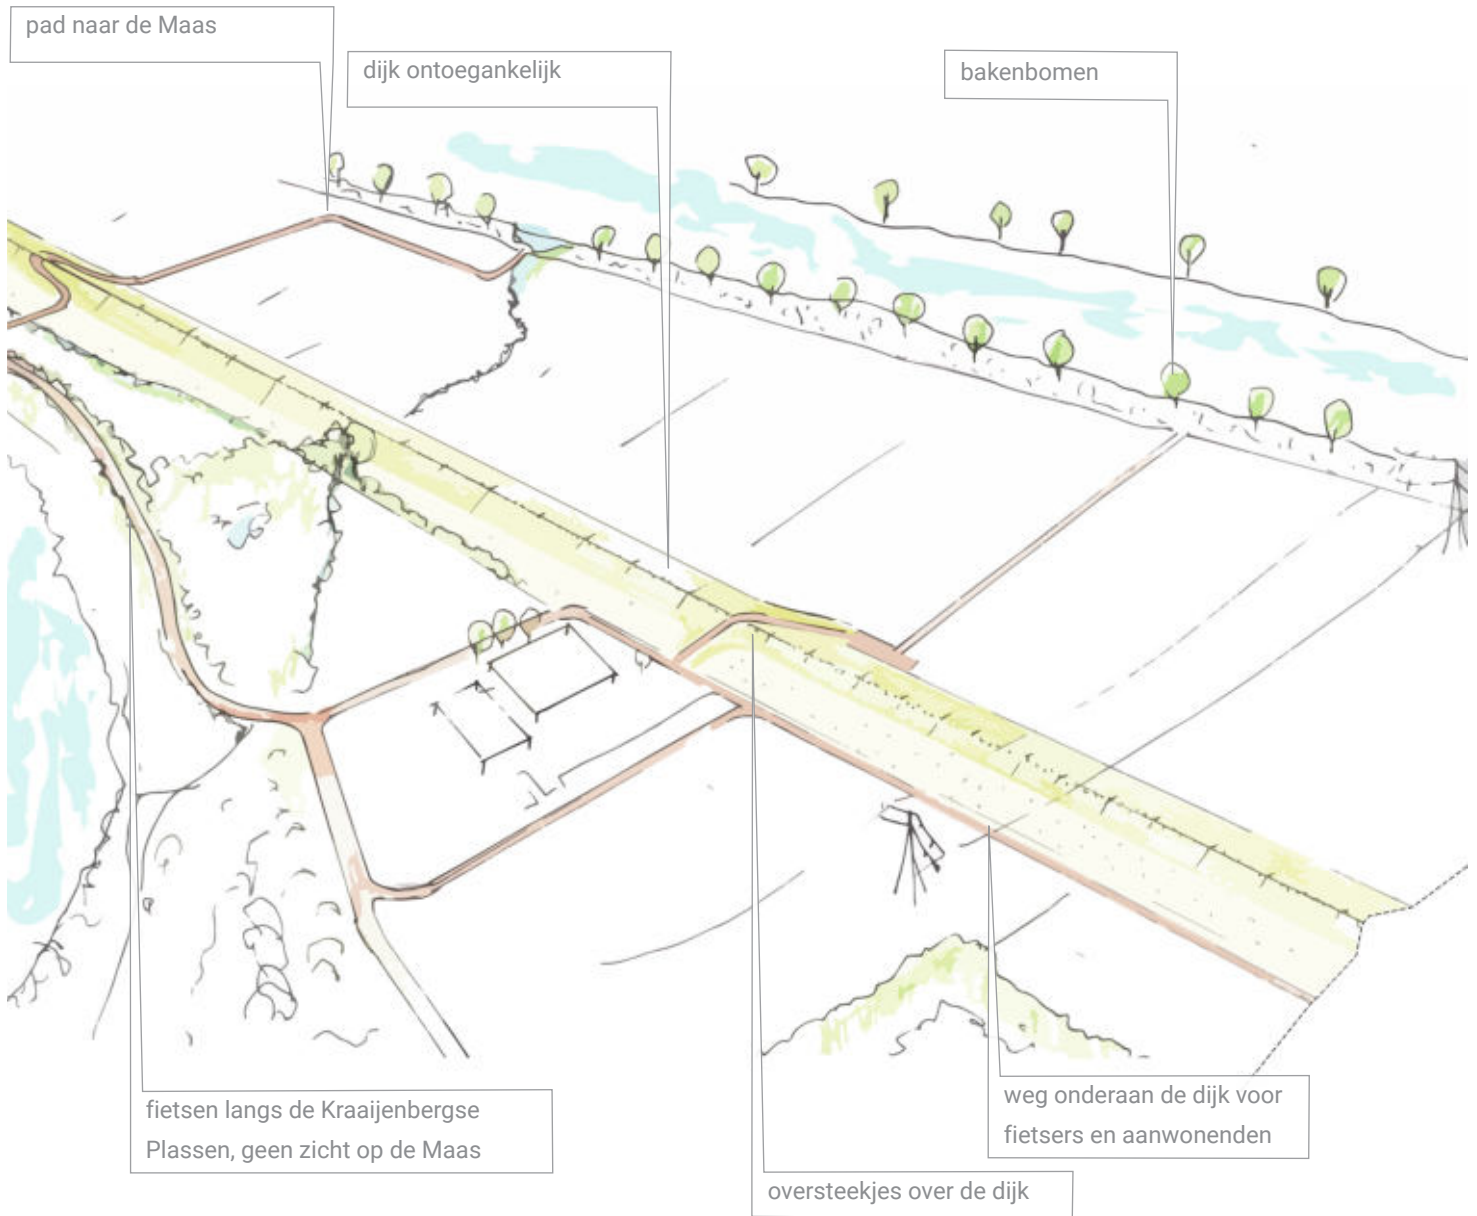 pad naar de Maas
dijk ontoegankelijk
bakenbomen
fietsen langs de Kraaijenbergse
Plassen, geen zicht op de Maas
weg onderaan de dijk voor
fietsers en aanwonenden
oversteekjes over de dijk